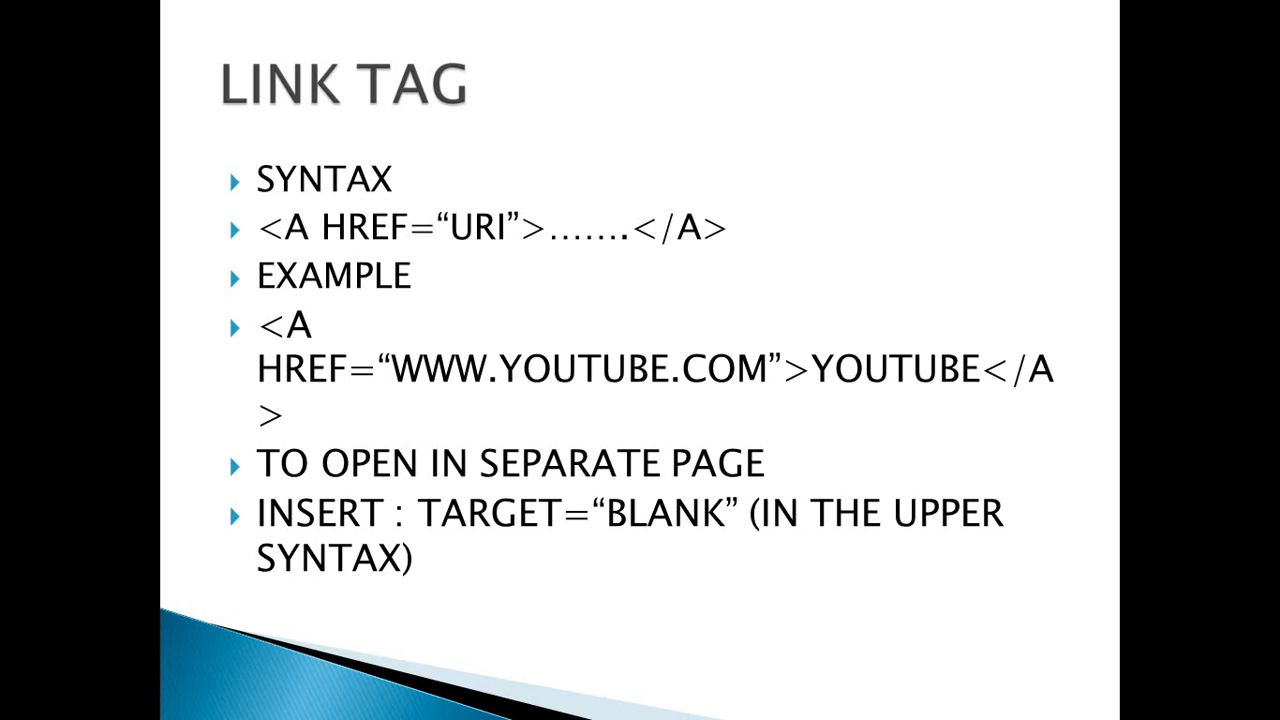 LINK TAG
SYNTAX
<A HREF=“URI”>…….</A>
EXAMPLE
<A
HREF=“WWW.YOUTUBE.COM”>YOUTUBE</A
>
TO OPEN IN SEPARATE PAGE
INSERT : TARGET=“BLANK” (IN THE UPPER
SYNTAX)